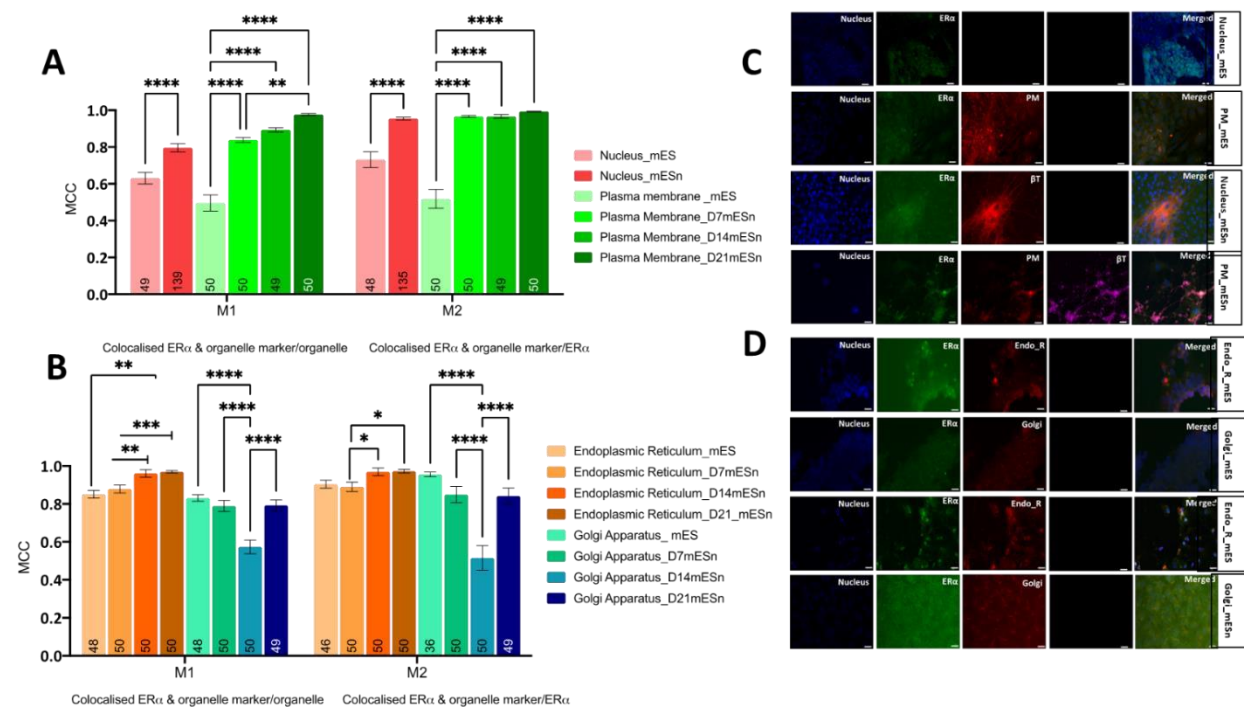 A
**** **** **** **** ** ****
**** **** **** ****
MCC
1.0
0.8
0.6
0.4
0.2
0.0
49 139 50 50 49 50
48 135 50 50 49 50
M1 M2
Colocalised ERα & organelle marker/organelle
Colocalised ERα & organelle marker/ERα
Nucleus_mES
Nucleus_mESn
Plasma membrane _mES
Plasma Membrane_D7mESn
Plasma Membrane_D14mESn
Plasma Membrane_D21mESn
B
** *** ** **** **** ****
* * **** **** ****
MCC
1.0
0.8
0.6
0.4
0.2
0.0
48 50 50 50 48 50 50 49
46 50 50 50 36 50 50 49
M1 M2
Colocalised ERα & organelle marker/organelle
Colocalised ERα & organelle marker/ERα
Endoplasmic Reticulum_mES
Endoplasmic Reticulum_D7mESn
Endoplasmic Reticulum_D14mESn
Endoplasmic Reticulum_D21_mESn
Golgi Apparatus_ mES
Golgi Apparatus_D7mESn
Golgi Apparatus_D14mESn
Golgi Apparatus_D21mESn
C
Nucleus ERα Merged Nucleus_mES
Nucleus ERα PM Merged PM_mES
Nucleus ERα βT Merged Nucleus_mESn
Nucleus ERα PM βT Merged PM_mESn
D
Nucleus ERα Endo_R Merged Endo_R_mES
Nucleus ERα Golgi Merged Golgi_mES
Nucleus ERα Endo_R Merged Endo_R_mES
Nucleus ERα Golgi Merged Golgi_mESn